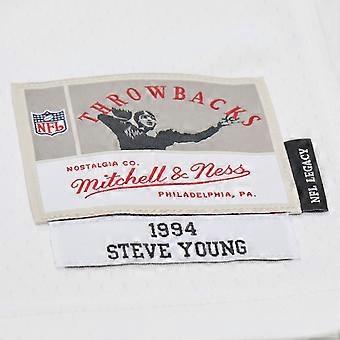 THROWBACKS
NFL
NOSTALGIA CO.
Mitchell & Ness
PHILADELPHIA, PA.
NFL LEGACY
1994
STEVE YOUNG